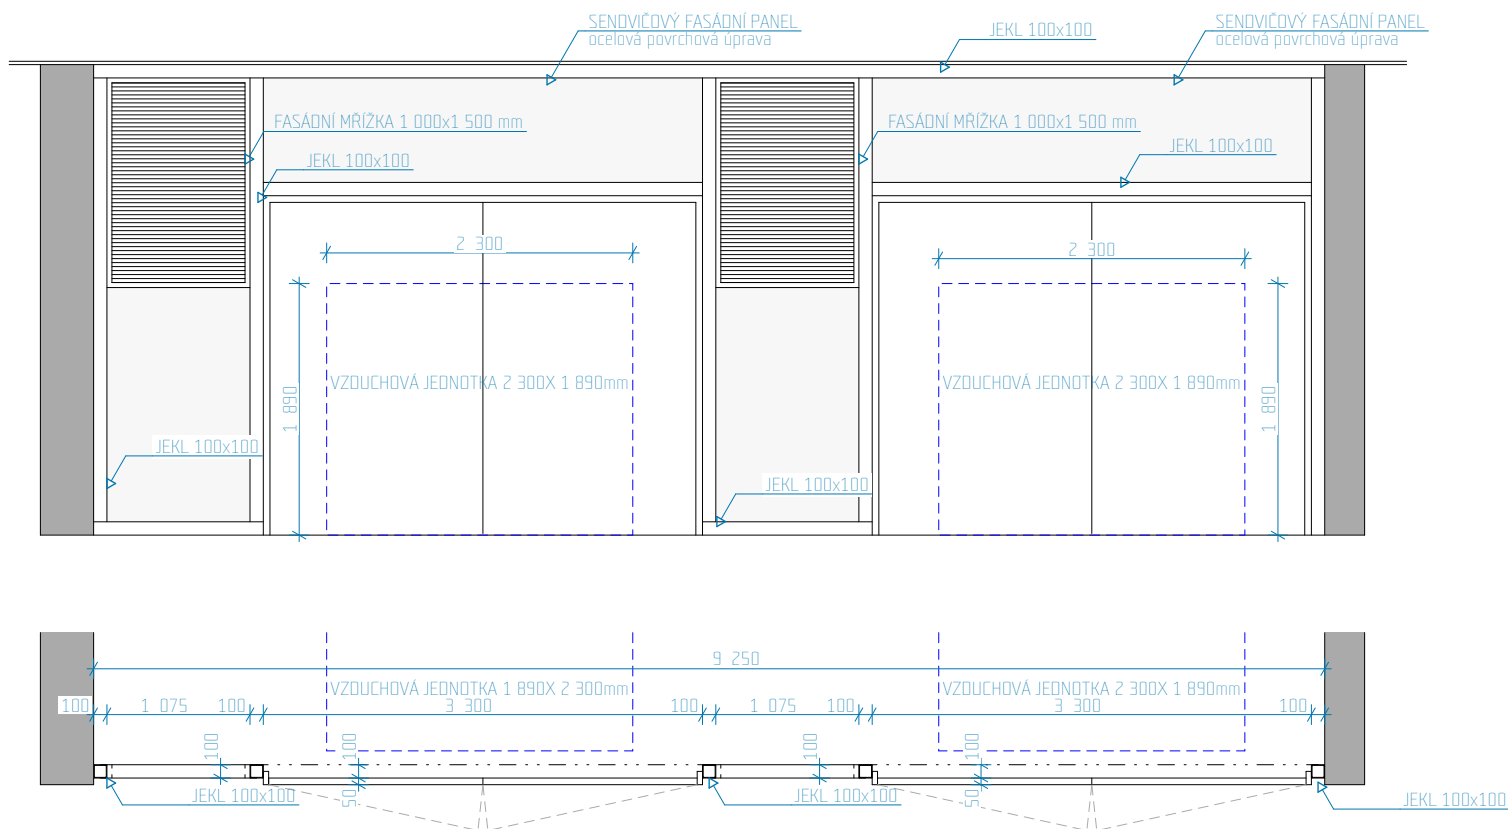 SENDVIČOVÝ FASÁDNÍ PANEL
ocelová povrchová úprava
JEKL 100x100
SENDVIČOVÝ FASÁDNÍ PANEL
ocelová povrchová úprava
FASÁDNÍ MŘÍŽKA 1 000x1 500 mm
FASÁDNÍ MŘÍŽKA 1 000x1 500 mm
JEKL 100x100
JEKL 100x100
2 300
2 300
VZDUCHOVÁ JEDNOTKA 2 300X 1 890mm
VZDUCHOVÁ JEDNOTKA 2 300X 1 890mm
1 890
1 890
JEKL 100x100
JEKL 100x100
9 250
VZDUCHOVÁ JEDNOTKA 1 890X 2 300mm
VZDUCHOVÁ JEDNOTKA 2 300X 1 890mm
100
1 075
100
3 300
100
1 075
100
3 300
100
100
100
100
100
50
50
JEKL 100x100
JEKL 100x100
JEKL 100x100